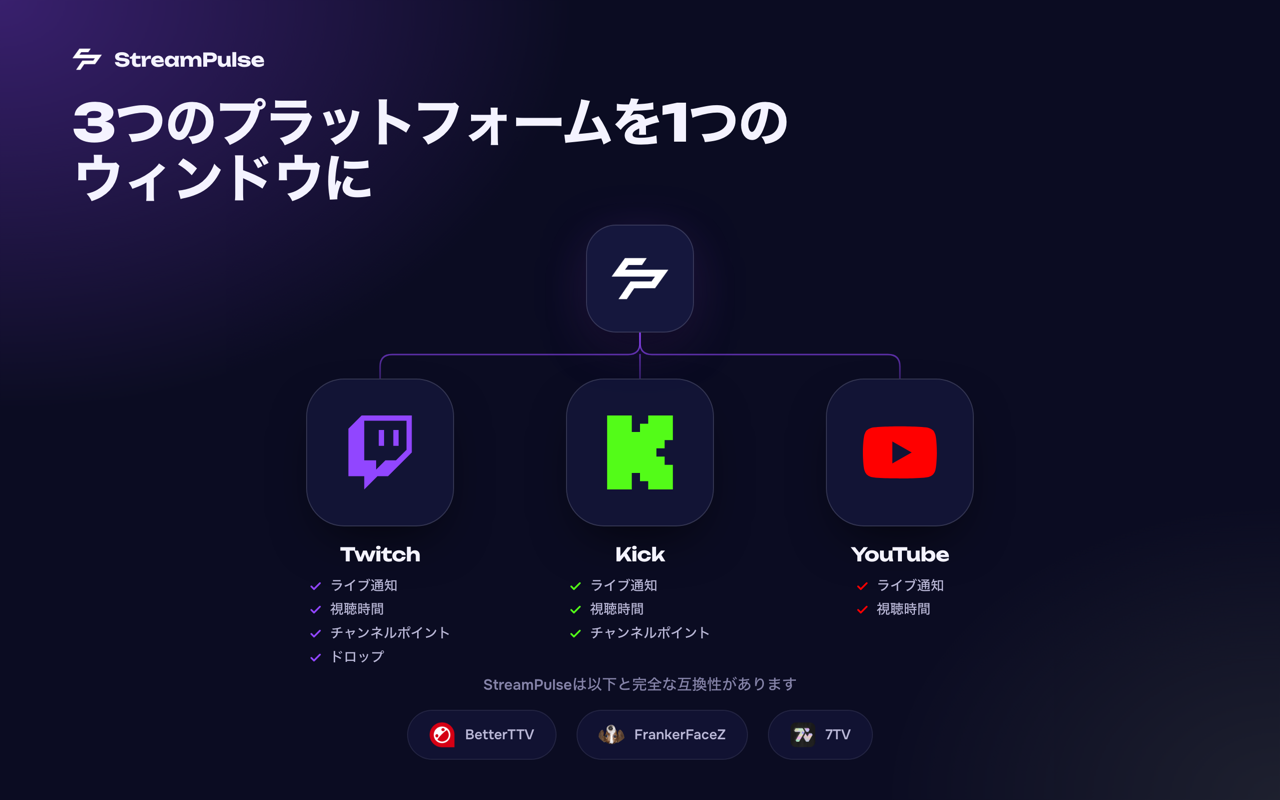 StreamPulse
3つのプラットフォームを1つの
ウィンドウに
Twitch
ライブ通知
視聴時間
チャンネルポイント
ドロップ
Kick
ライブ通知
視聴時間
チャンネルポイント
YouTube
ライブ通知
視聴時間
StreamPulseは以下と完全な互換性があります
BetterTTV
FrankerFaceZ
7TV